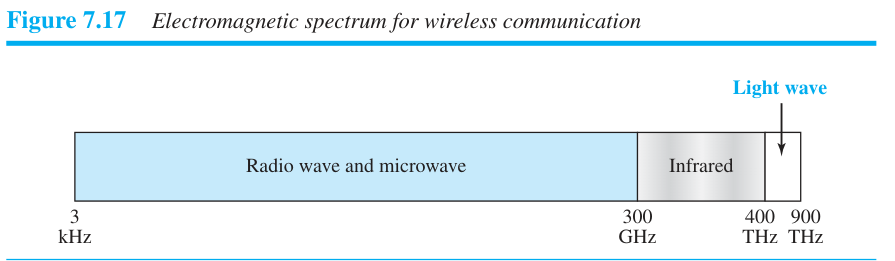 Figure 7.17 Electromagnetic spectrum for wireless communication
Light wave
Radio wave and microwave
Infrared
3
kHz
300
GHz
400
THz
900
THz